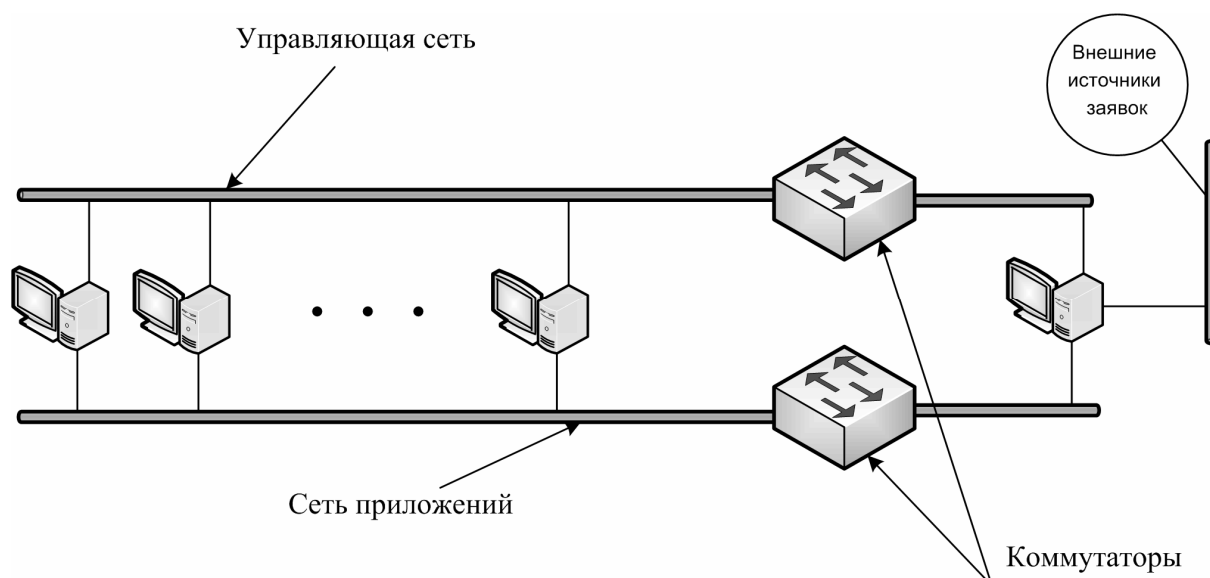 Управляющая сеть
Внешние
источники
заявок
Сеть приложений
Коммутаторы